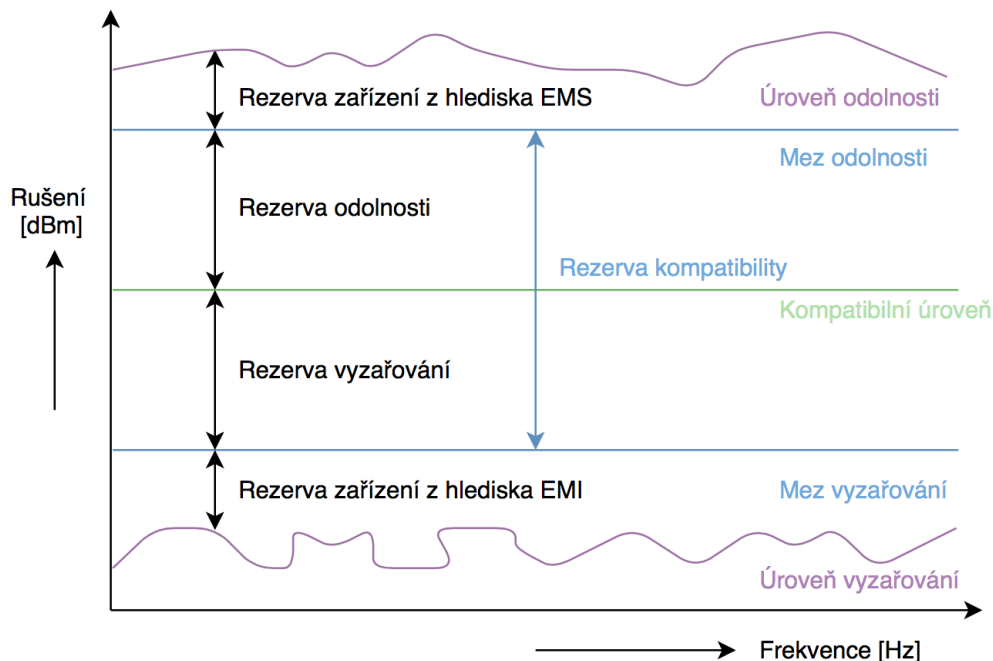 Rezerva zařízení z hlediska EMS
Úroveň odolnosti
Mez odolnosti
Rušení
[dBm]
Rezerva odolnosti
Rezerva kompatibility
Kompatibilní úroveň
Rezerva vyzařování
Rezerva zařízení z hlediska EMI
Mez vyzařování
Úroveň vyzařování
Frekvence [Hz]